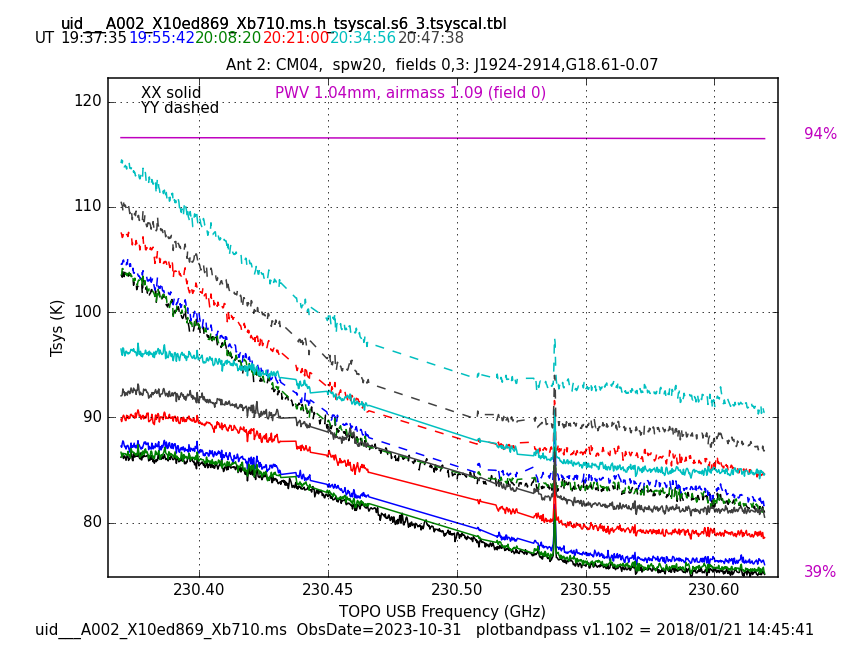 uid___A002_X10ed869_Xb710.ms.h_tsyscal.s6_3.tsyscal.tbl
UT 19:37:35 19:55:42 20:08:20 20:21:00 20:34:56 20:47:38
Ant 2: CM04, spw20, fields 0,3: J1924-2914,G18.61-0.07
XX solid
YY dashed
PWV 1.04mm, airmass 1.09 (field 0)
94%
39%
120
110
100
90
80
Tsys (K)
230.40 230.45 230.50 230.55 230.60
TOPO USB Frequency (GHz)
uid___A002_X10ed869_Xb710.ms ObsDate=2023-10-31 plotbandpass v1.102 = 2018/01/21 14:45:41